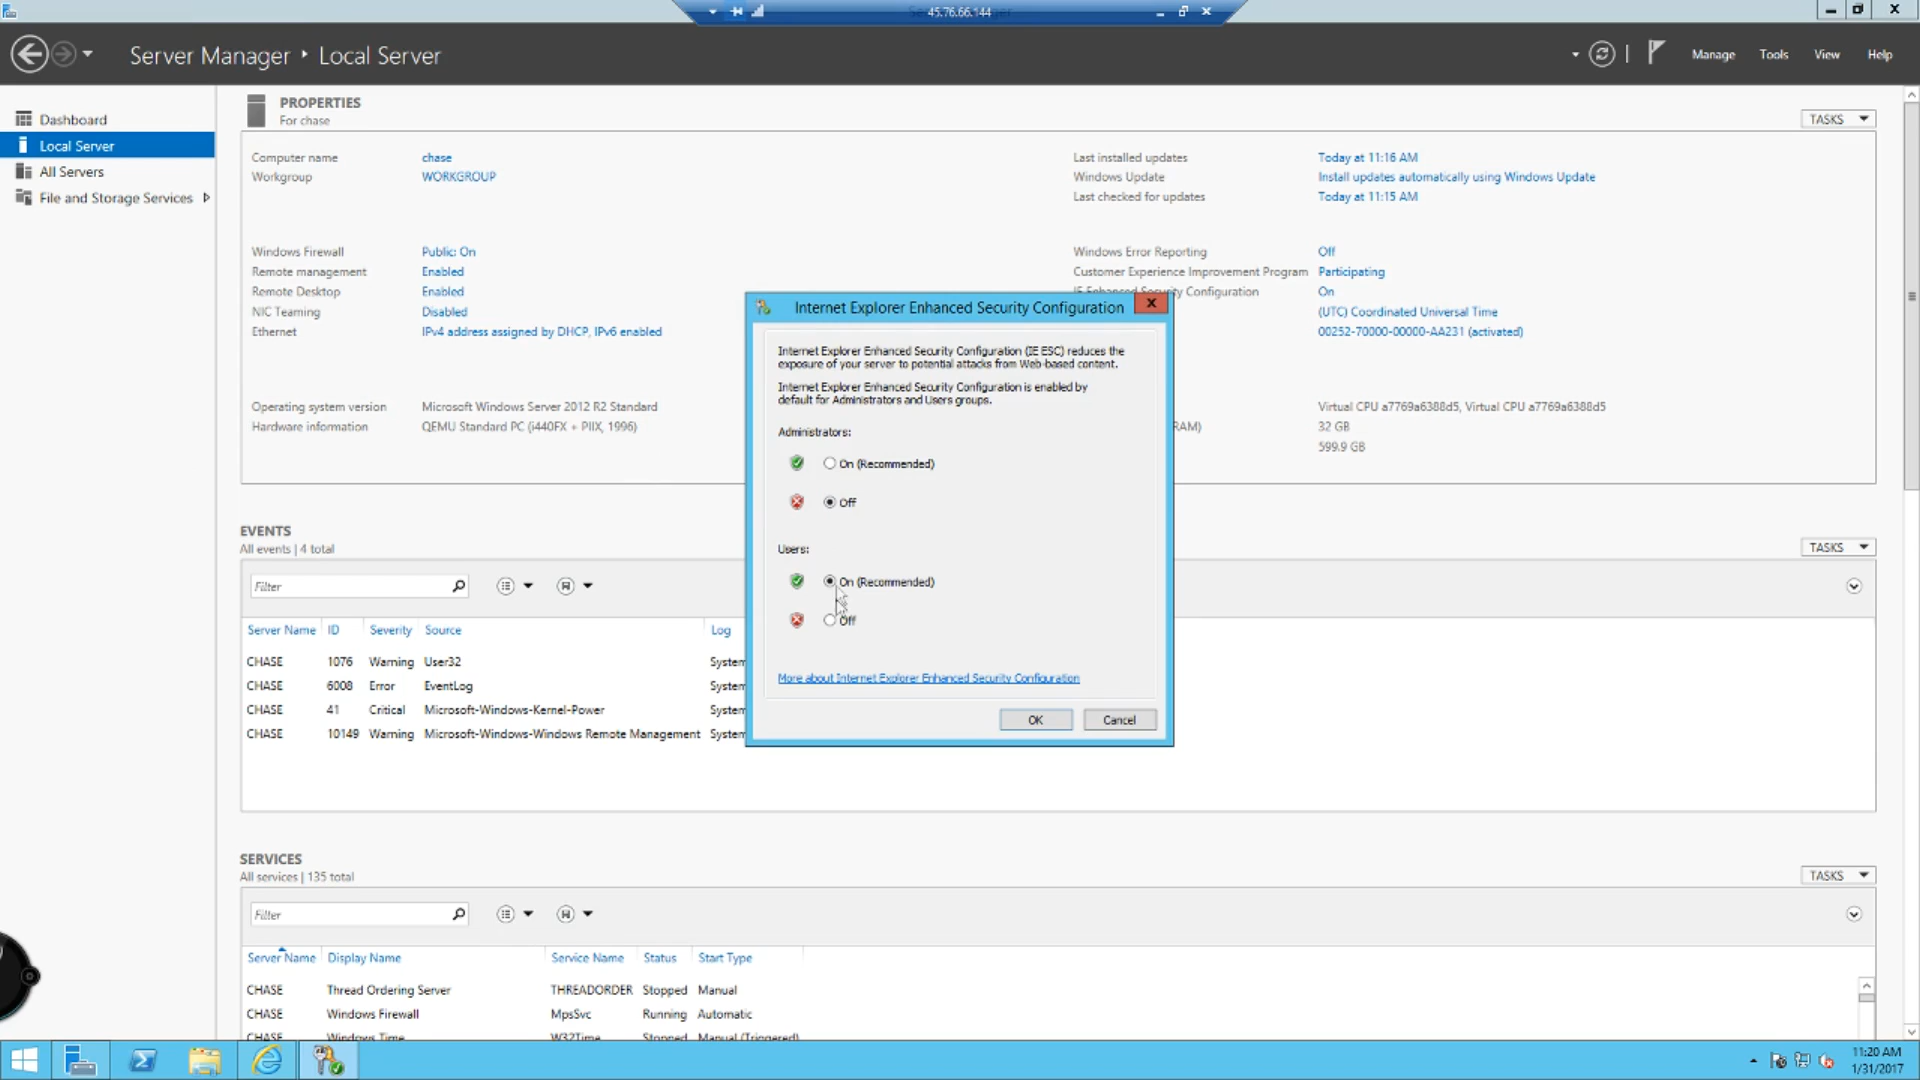 45.76.66.144
Server Manager ‣ Local Server
Manage
Tools
View
Help
Dashboard
Local Server
All Servers
File and Storage Services
PROPERTIES
For chase
TASKS
Computer name
chase
Workgroup
WORKGROUP
Last installed updates
Today at 11:16 AM
Windows Update
Install updates automatically using Windows Update
Last checked for updates
Today at 11:15 AM
Windows Firewall
Public: On
Remote management
Enabled
Remote Desktop
Enabled
NIC Teaming
Disabled
Ethernet
IPv4 address assigned by DHCP, IPv6 enabled
Windows Error Reporting
Off
Customer Experience Improvement Program
Participating
IE Enhanced Security Configuration
On
(UTC) Coordinated Universal Time
00252-70000-00000-AA231 (activated)
Operating system version
Microsoft Windows Server 2012 R2 Standard
Hardware information
QEMU Standard PC (i440FX + PIIX, 1996)
Virtual CPU a7769a6388d5, Virtual CPU a7769a6388d5
RAM)
32 GB
599.9 GB
Internet Explorer Enhanced Security Configuration
Internet Explorer Enhanced Security Configuration (IE ESC) reduces the
exposure of your server to potential attacks from Web-based content.
Internet Explorer Enhanced Security Configuration is enabled by
default for Administrators and Users groups.
Administrators:
On (Recommended)
Off
Users:
On (Recommended)
Off
More about Internet Explorer Enhanced Security Configuration
OK
Cancel
EVENTS
All events | 4 total
TASKS
Filter
Server Name ID Severity Source Log
CHASE 1076 Warning User32 System
CHASE 6008 Error EventLog System
CHASE 41 Critical Microsoft-Windows-Kernel-Power System
CHASE 10149 Warning Microsoft-Windows-Windows Remote Management System
SERVICES
All services | 135 total
TASKS
Filter
Server Name Display Name Service Name Status Start Type
CHASE Thread Ordering Server THREADORDER Stopped Manual
CHASE Windows Firewall MpsSvc Running Automatic
CHASE Windows Time W32Time Stopped Manual (Triggered)
11:20 AM
1/31/2017